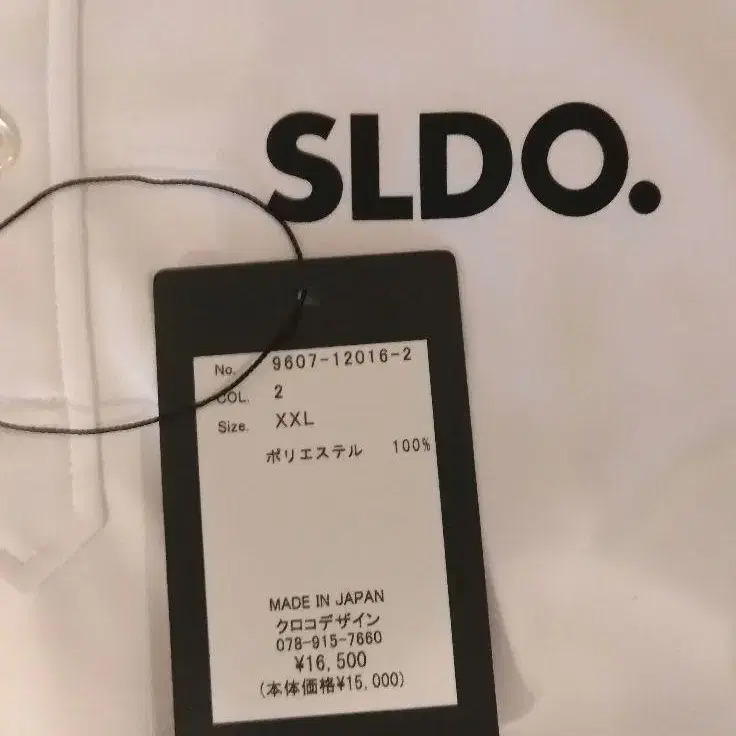 SLDO.
No. 9607-12016-2
COL. 2
Size. XXL
ポリエステル 100%
MADE IN JAPAN
クロコデザイン
078-915-7660
¥16,500
(本体価格¥15,000)